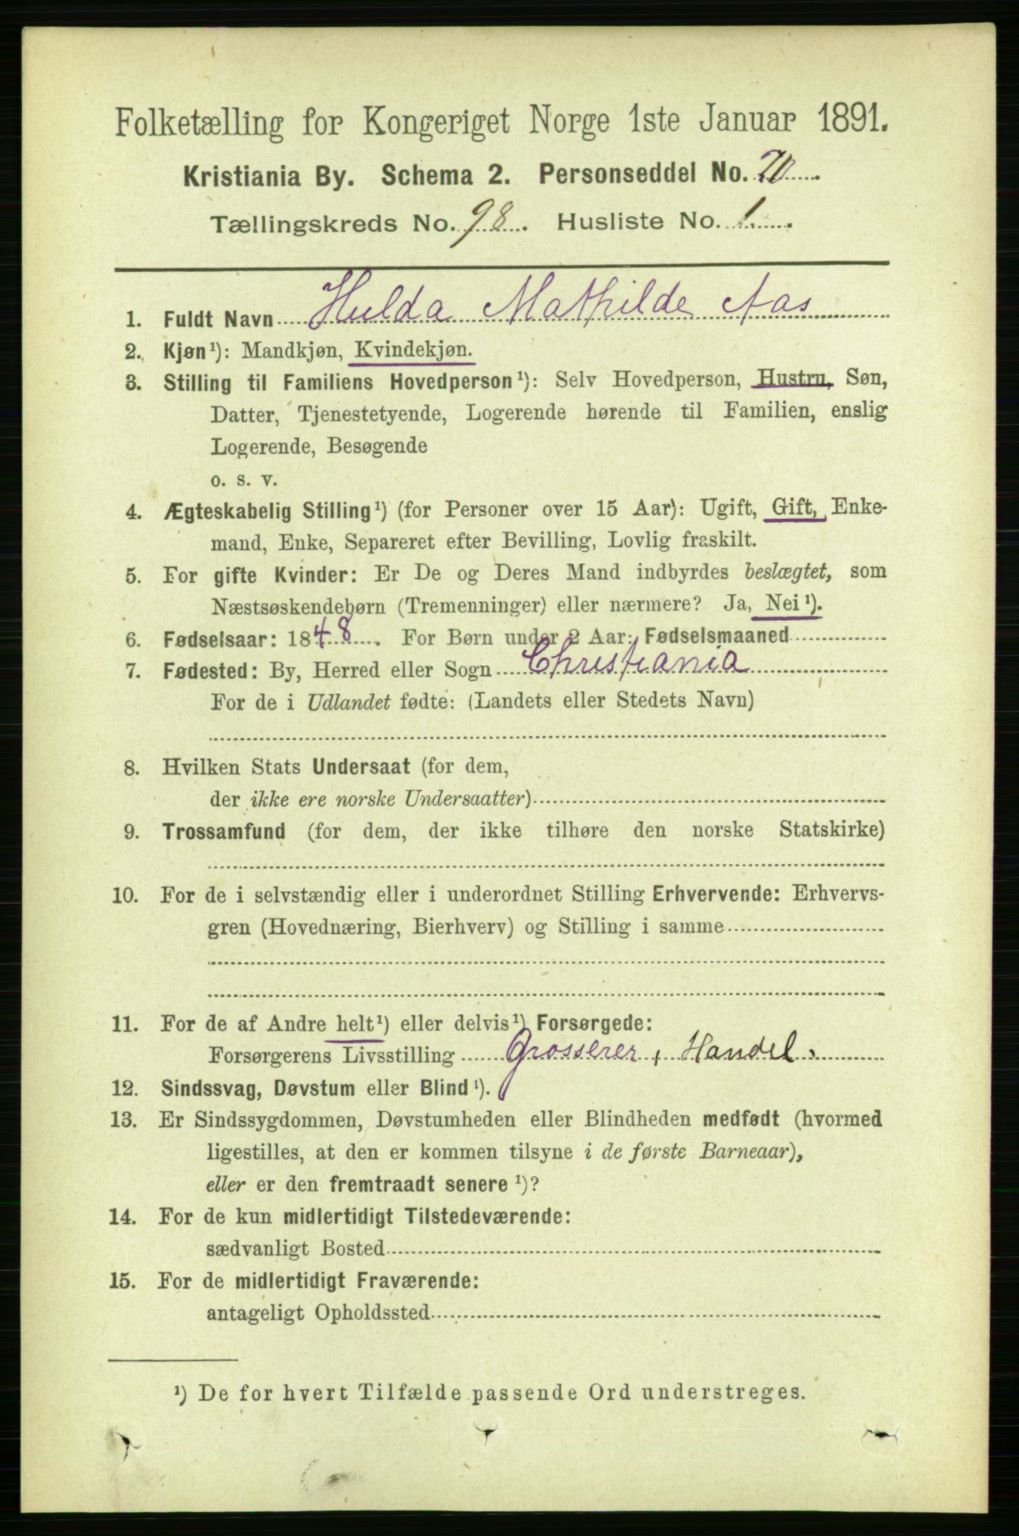 Folketælling for Kongeriget Norge 1ste Januar 1891.
Kristiania By. Schema 2. Personseddel No. 70
Tællingskreds No. 98. Husliste No. 1.
1. Fuldt Navn Hulda Mathilde Aas
2. Kjøn¹): Mandkjøn, Kvindekjøn.
3. Stilling til Familiens Hovedperson¹): Selv Hovedperson, Hustru, Søn,
Datter, Tjenestetyende, Logerende hørende til Familien, enslig
Logerende, Besøgende
o. s. v.
4. Ægteskabelig Stilling¹) (for Personer over 15 Aar): Ugift, Gift, Enke-
mand, Enke, Separeret efter Bevilling, Lovlig fraskilt.
5. For gifte Kvinder: Er De og Deres Mand indbyrdes beslægtet, som
Næstsøskendebørn (Tremenninger) eller nærmere? Ja, Nei¹).
6. Fødselsaar: 1848. For Børn under 2 Aar: Fødselsmaaned
7. Fødested: By, Herred eller Sogn Christiania
For de i Udlandet fødte: (Landets eller Stedets Navn)
8. Hvilken Stats Undersaat (for dem,
der ikke ere norske Undersaatter)
9. Trossamfund (for dem, der ikke tilhøre den norske Statskirke)
10. For de i selvstændig eller i underordnet Stilling Erhvervende: Erhvervs-
gren (Hovednæring, Bierhverv) og Stilling i samme
11. For de af Andre helt¹) eller delvis¹) Forsørgede:
Forsørgerens Livsstilling Grosserer, Handel.
12. Sindssvag, Døvstum eller Blind¹).
13. Er Sindssygdommen, Døvstumheden eller Blindheden medfødt (hvormed
ligestilles, at den er kommen tilsyne i de første Barneaar),
eller er den fremtraadt senere¹)?
14. For de kun midlertidigt Tilstedeværende:
sædvanligt Bosted
15. For de midlertidigt Fraværende:
antageligt Opholdssted
¹) De for hvert Tilfælde passende Ord understreges.